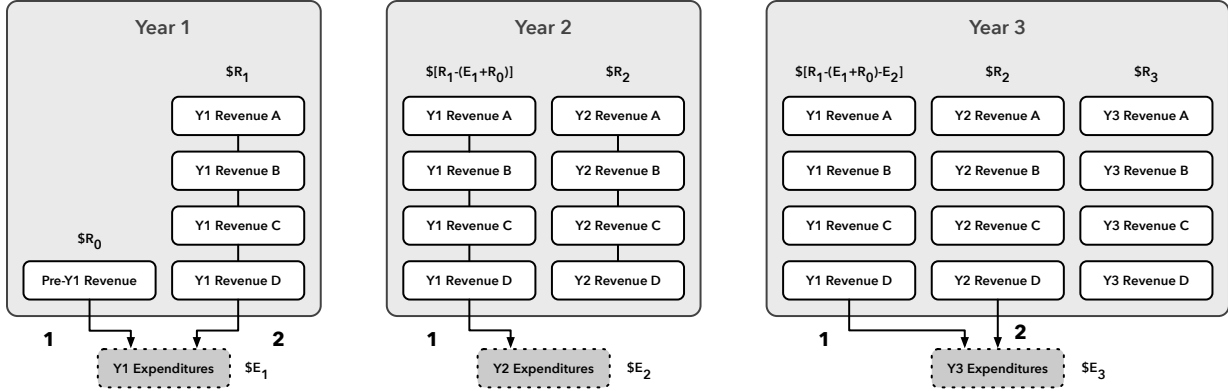 Year 1
$R1
Y1 Revenue A
Y1 Revenue B
Y1 Revenue C
$R0
Pre-Y1 Revenue
Y1 Revenue D
1
2
Y1 Expenditures
$E1
Year 2
$[R1-(E1+R0)]
$R2
Y1 Revenue A
Y2 Revenue A
Y1 Revenue B
Y2 Revenue B
Y1 Revenue C
Y2 Revenue C
Y1 Revenue D
Y2 Revenue D
1
Y2 Expenditures
$E2
Year 3
$[R1-(E1+R0)-E2]
$R2
$R3
Y1 Revenue A
Y2 Revenue A
Y3 Revenue A
Y1 Revenue B
Y2 Revenue B
Y3 Revenue B
Y1 Revenue C
Y2 Revenue C
Y3 Revenue C
Y1 Revenue D
Y2 Revenue D
Y3 Revenue D
1
2
Y3 Expenditures
$E3